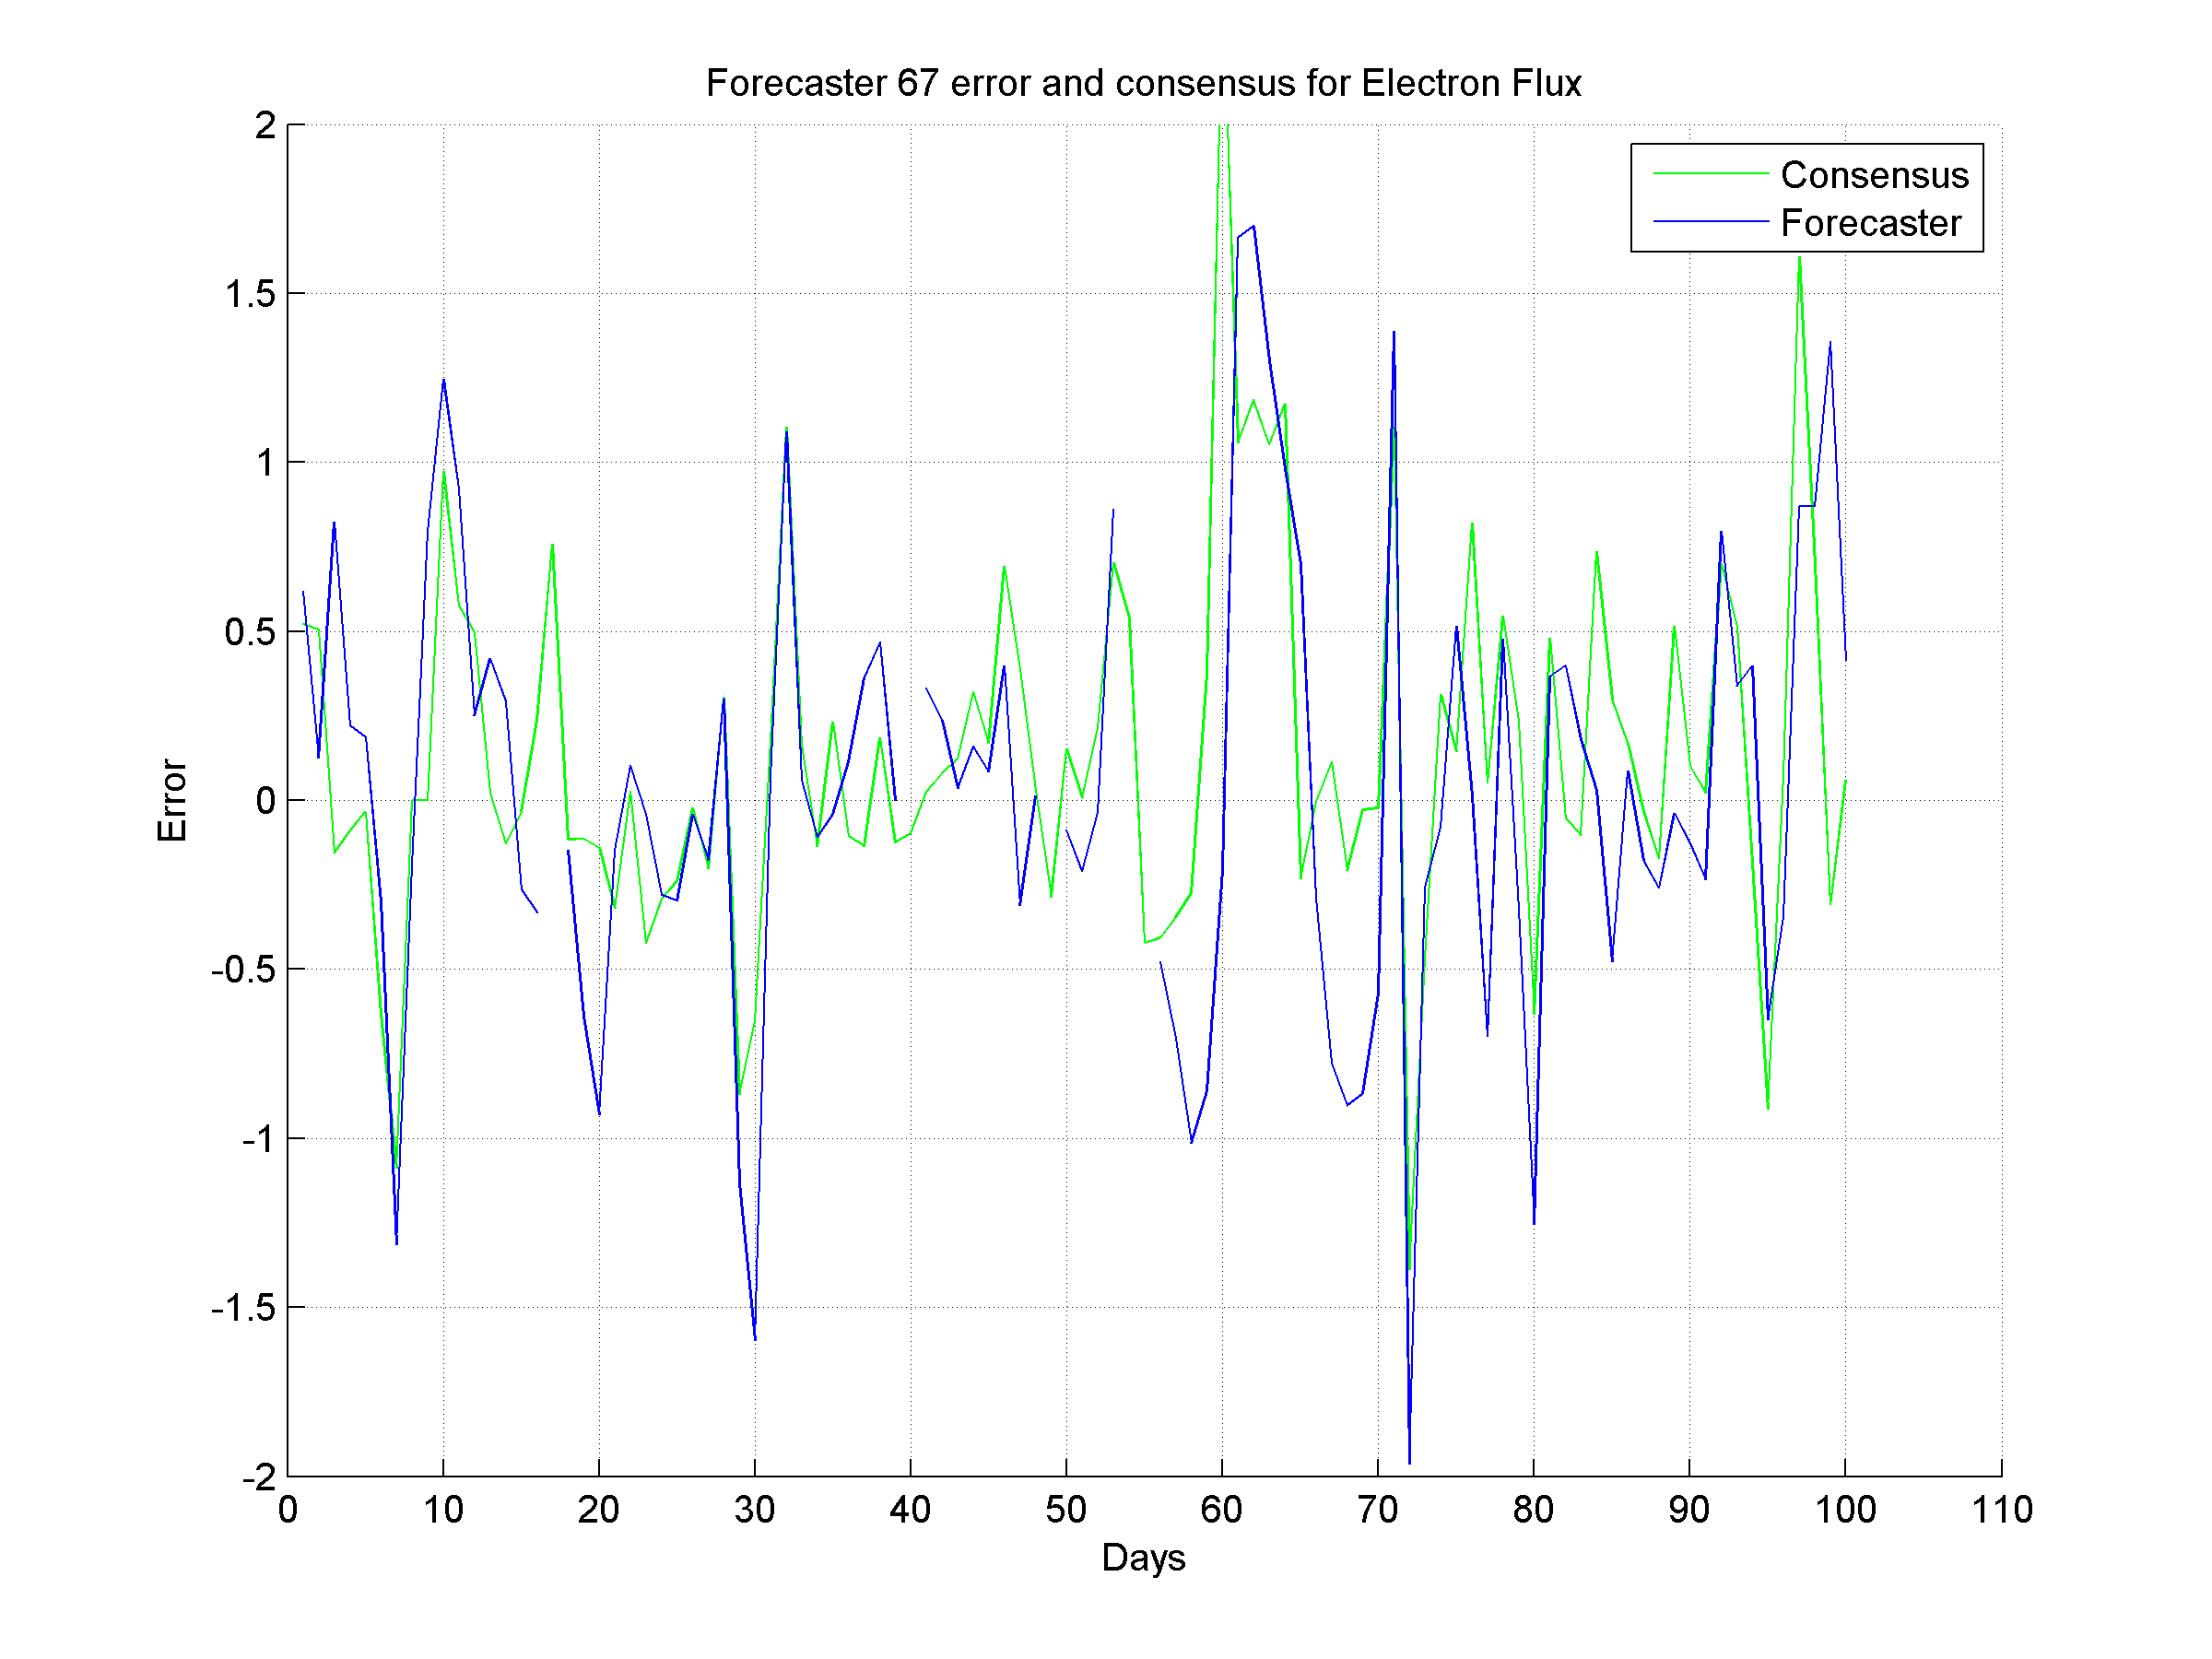 Forecaster 67 error and consensus for Electron Flux
2
1.5
1
0.5
0
-0.5
-1
-1.5
-2
Error
Consensus
Forecaster
0 10 20 30 40 50 60 70 80 90 100 110
Days